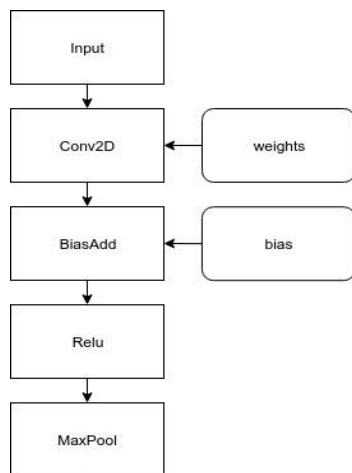 Input
Conv2D
weights
BiasAdd
bias
Relu
MaxPool